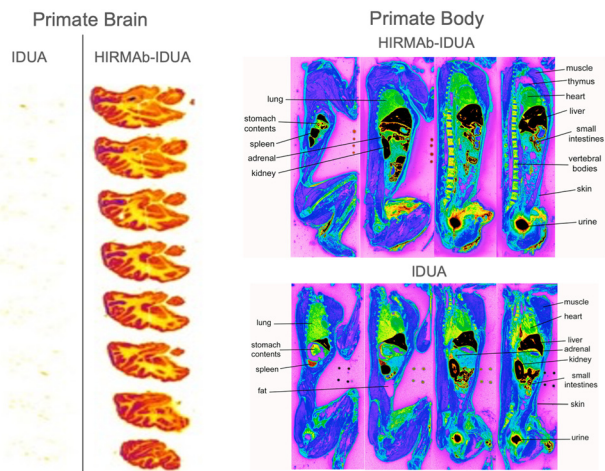 Primate Brain
IDUA
HIRMAb-IDUA
Primate Body
HIRMAb-IDUA
lung
stomach
contents
spleen
adrenal
kidney
muscle
thymus
heart
liver
small
intestines
vertebral
bodies
skin
urine
IDUA
lung
stomach
contents
spleen
fat
muscle
heart
liver
adrenal
kidney
small
intestines
skin
urine